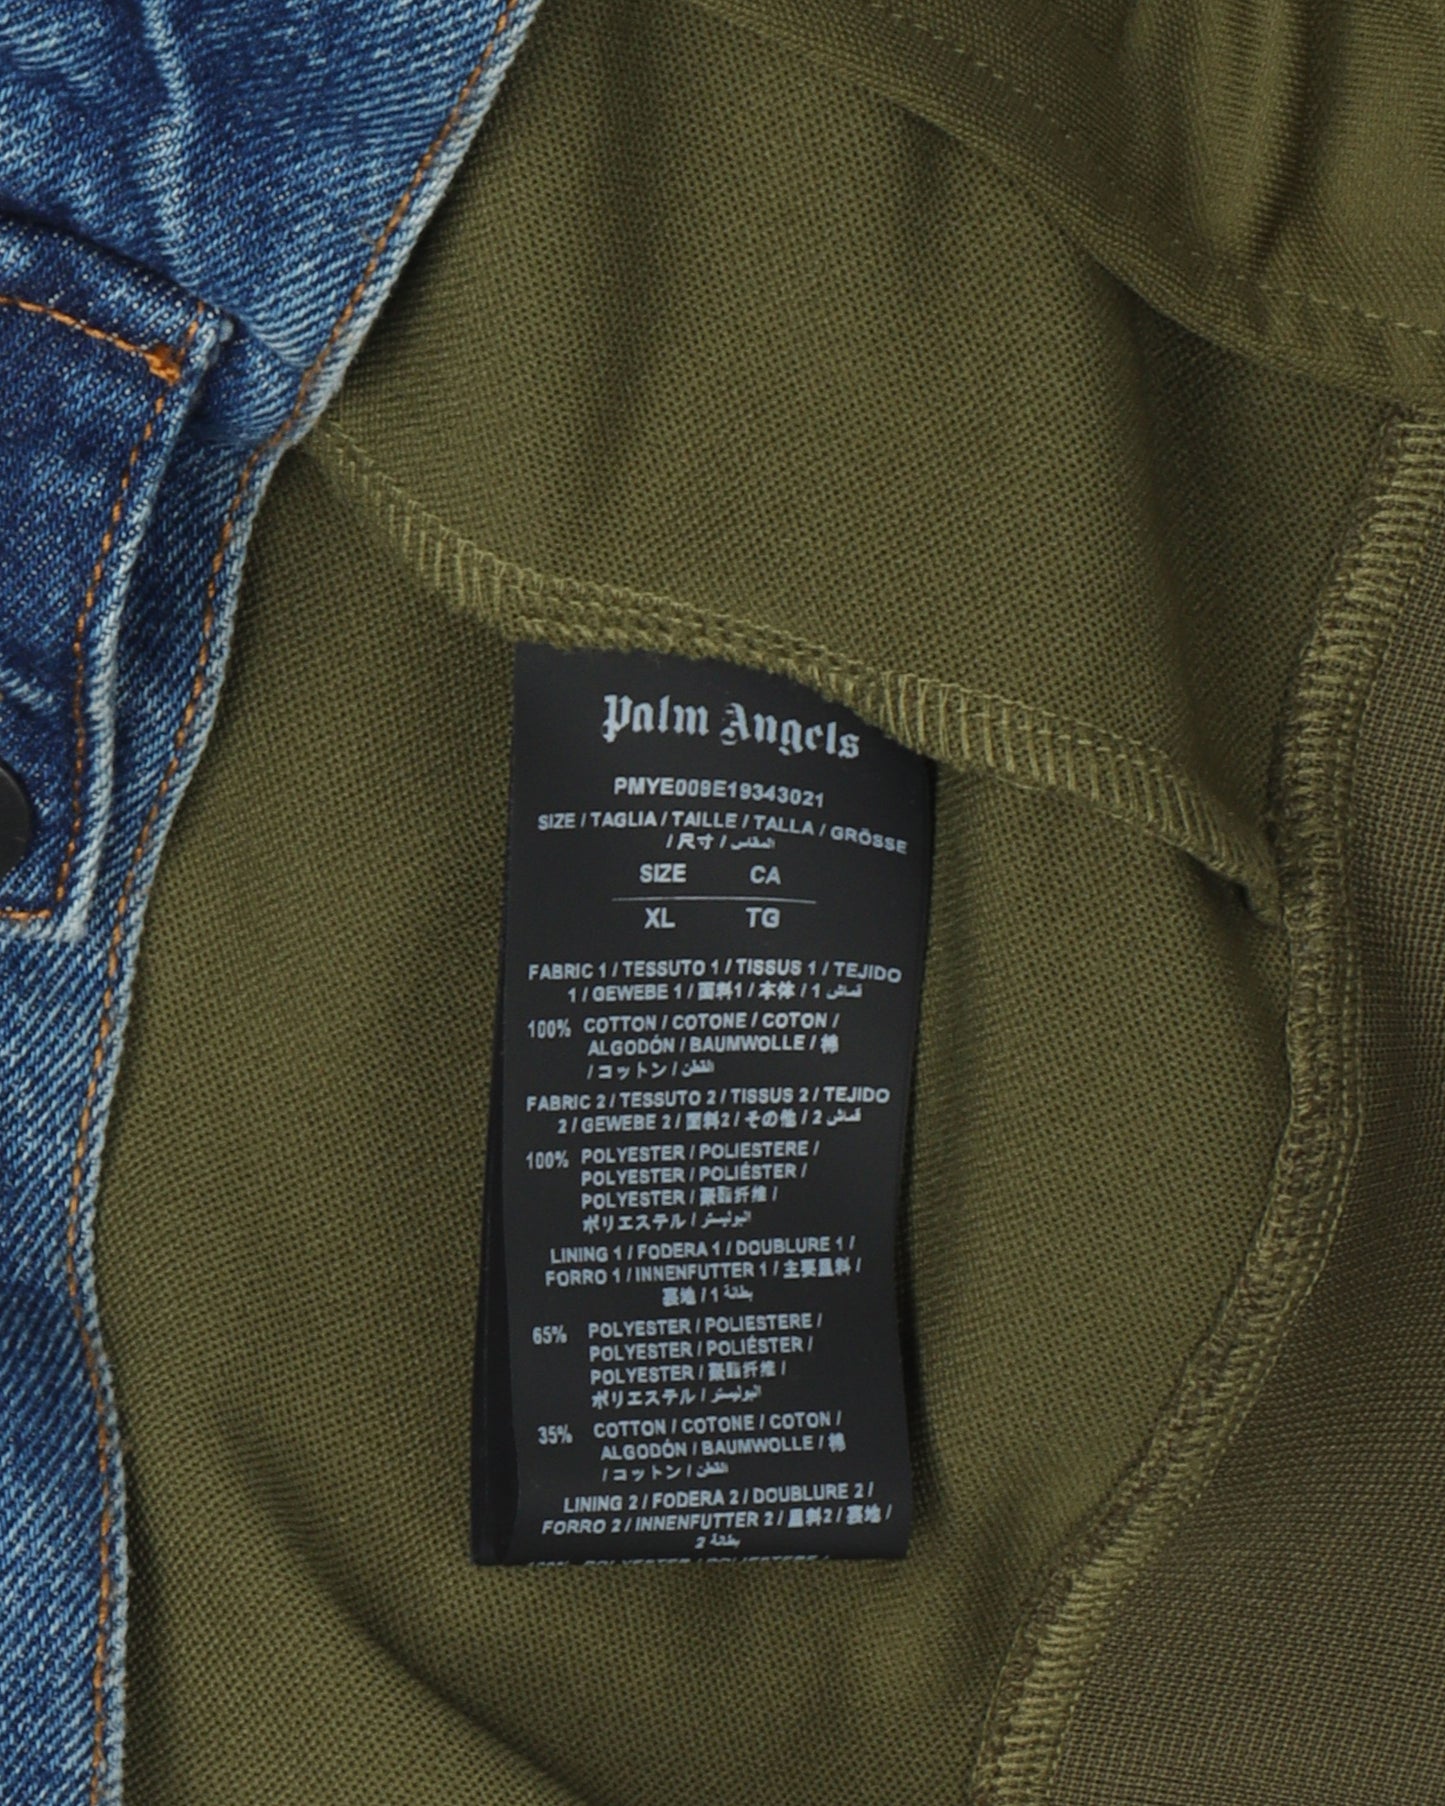 Palm Angels
PMYE009E19343021
SIZE / TAGLIA / TAILLE / TALLA / GRÖSSE
/ 尺寸 / المقاس
SIZE CA
XL TG
FABRIC 1 / TESSUTO 1 / TISSUS 1 / TEJIDO
1 / GEWEBE 1 / 面料1 / 本体 / قماش 1
100% COTTON / COTONE / COTON /
ALGODÓN / BAUMWOLLE / 棉
/ コットン / القطن
FABRIC 2 / TESSUTO 2 / TISSUS 2 / TEJIDO
2 / GEWEBE 2 / 面料2 / その他 / قماش 2
100% POLYESTER / POLIESTERE /
POLYESTER / POLIÉSTER /
POLYESTER / 聚酯纤维 /
ポリエステル / البوليستر
LINING 1 / FODERA 1 / DOUBLURE 1 /
FORRO 1 / INNENFUTTER 1 / 主要里料 /
裏地 / بطانة 1
65% POLYESTER / POLIESTERE /
POLYESTER / POLIÉSTER /
POLYESTER / 聚酯纤维 /
ポリエステル / البوليستر
35% COTTON / COTONE / COTON /
ALGODÓN / BAUMWOLLE / 棉
/ コットン / القطن
LINING 2 / FODERA 2 / DOUBLURE 2 /
FORRO 2 / INNENFUTTER 2 / 里料2 / 裏地 /
بطانة 2
100% POLYESTER / POLIESTERE /